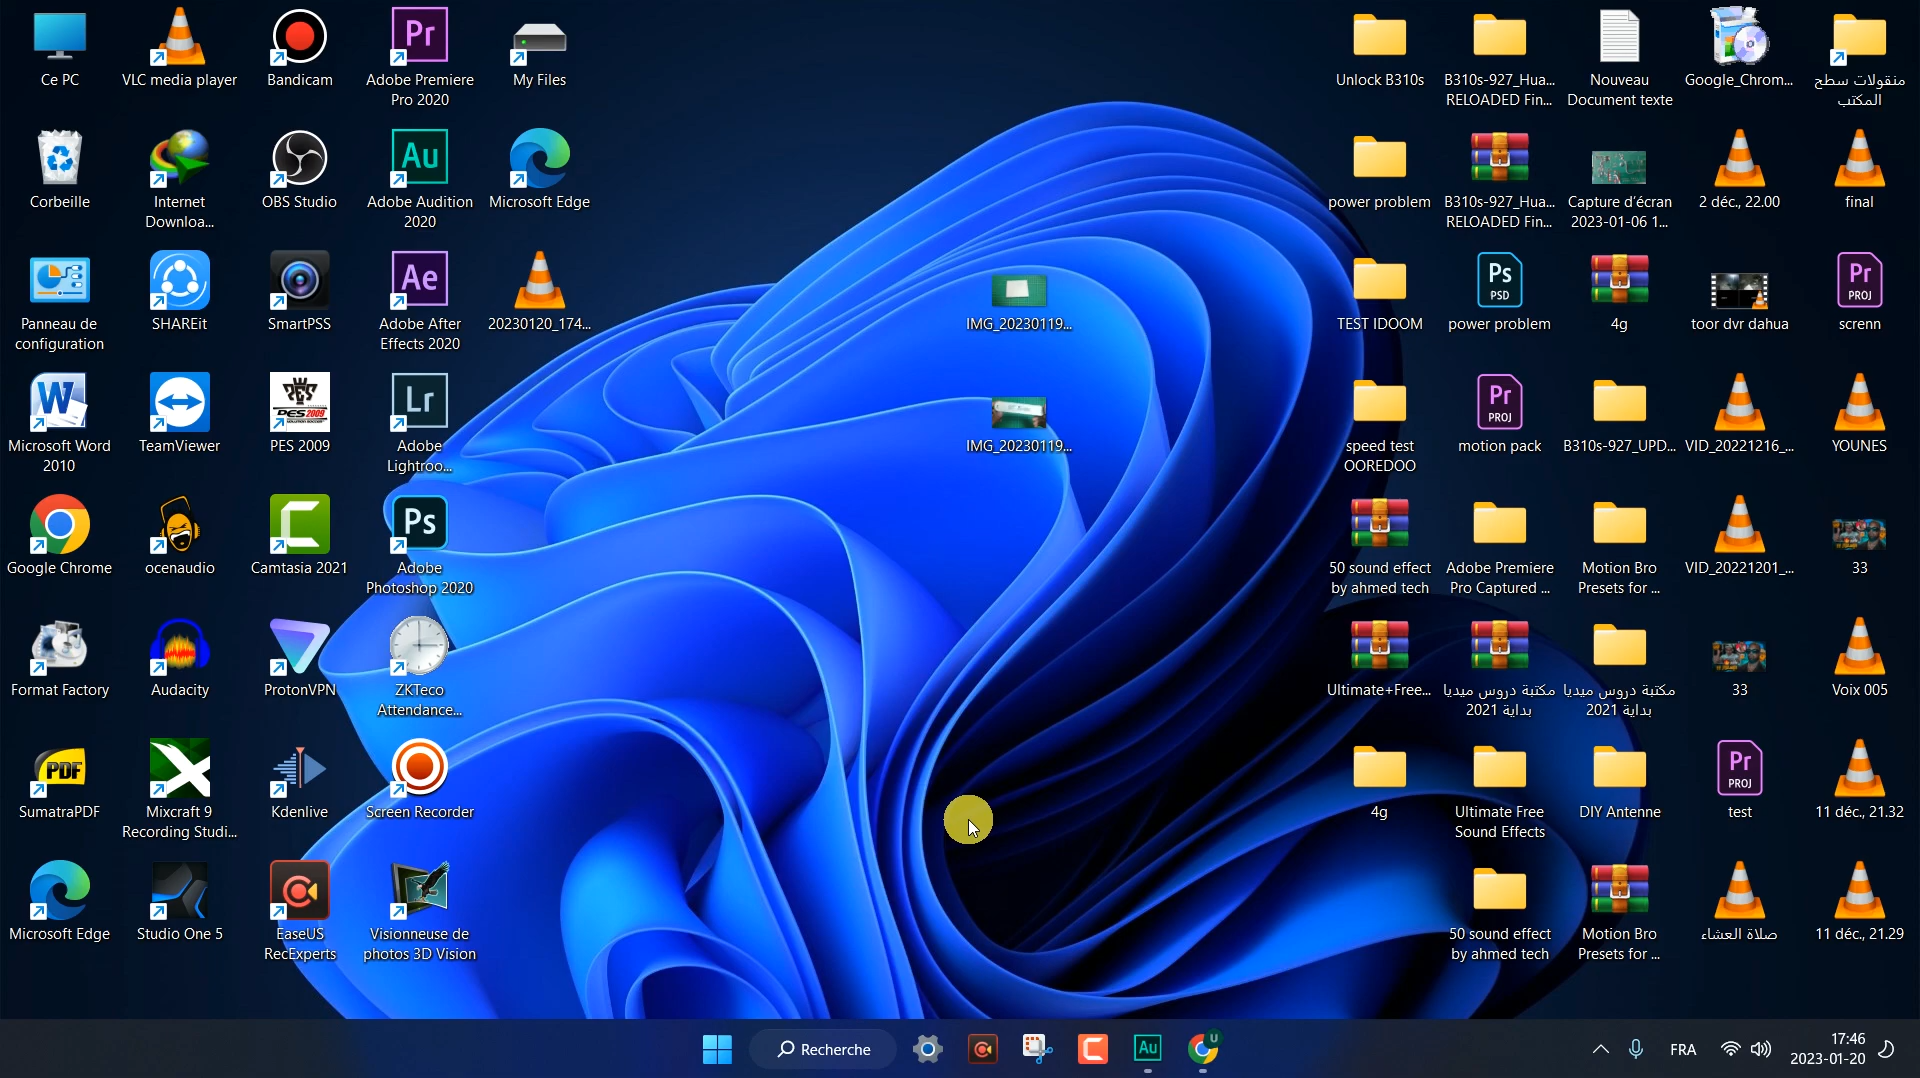 Ce PC
VLC media player
Bandicam
Adobe Premiere
Pro 2020
My Files
Unlock B310s
B310s-927_Hua...
RELOADED Fin...
Nouveau
Document texte
Google_Chrom...
منقولات سطح
المكتب
Corbeille
Internet
Downloa...
OBS Studio
Adobe Audition
2020
Microsoft Edge
power problem
B310s-927_Hua...
RELOADED Fin...
Capture d'écran
2023-01-06 1...
2 déc., 22.00
final
Panneau de
configuration
SHAREit
SmartPSS
Adobe After
Effects 2020
20230120_174...
IMG_20230119...
TEST IDOOM
power problem
4g
toor dvr dahua
screnn
Microsoft Word
2010
TeamViewer
PES 2009
Adobe
Lightroo...
IMG_20230119...
speed test
OOREDOO
motion pack
B310s-927_UPD...
VID_20221216_...
YOUNES
Google Chrome
ocenaudio
Camtasia 2021
Adobe
Photoshop 2020
50 sound effect
by ahmed tech
Adobe Premiere
Pro Captured ...
Motion Bro
Presets for ...
VID_20221201_...
33
Format Factory
Audacity
ProtonVPN
ZKTeco
Attendance...
Ultimate+Free...
مكتبة دروس ميديا
بداية 2021
مكتبة دروس ميديا
بداية 2021
33
Voix 005
SumatraPDF
Mixcraft 9
Recording Studi...
Kdenlive
Screen Recorder
4g
Ultimate Free
Sound Effects
DIY Antenne
test
11 déc., 21.32
Microsoft Edge
Studio One 5
EaseUS
RecExperts
Visionneuse de
photos 3D Vision
50 sound effect
by ahmed tech
Motion Bro
Presets for ...
صلاة العشاء
11 déc., 21.29
Recherche
FRA
17:46
2023-01-20